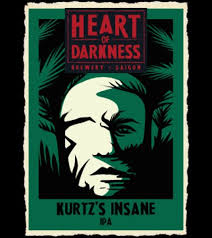 HEART
OF
DARKNESS
BREWERY - SAIGON
KURTZ'S INSANE
IPA